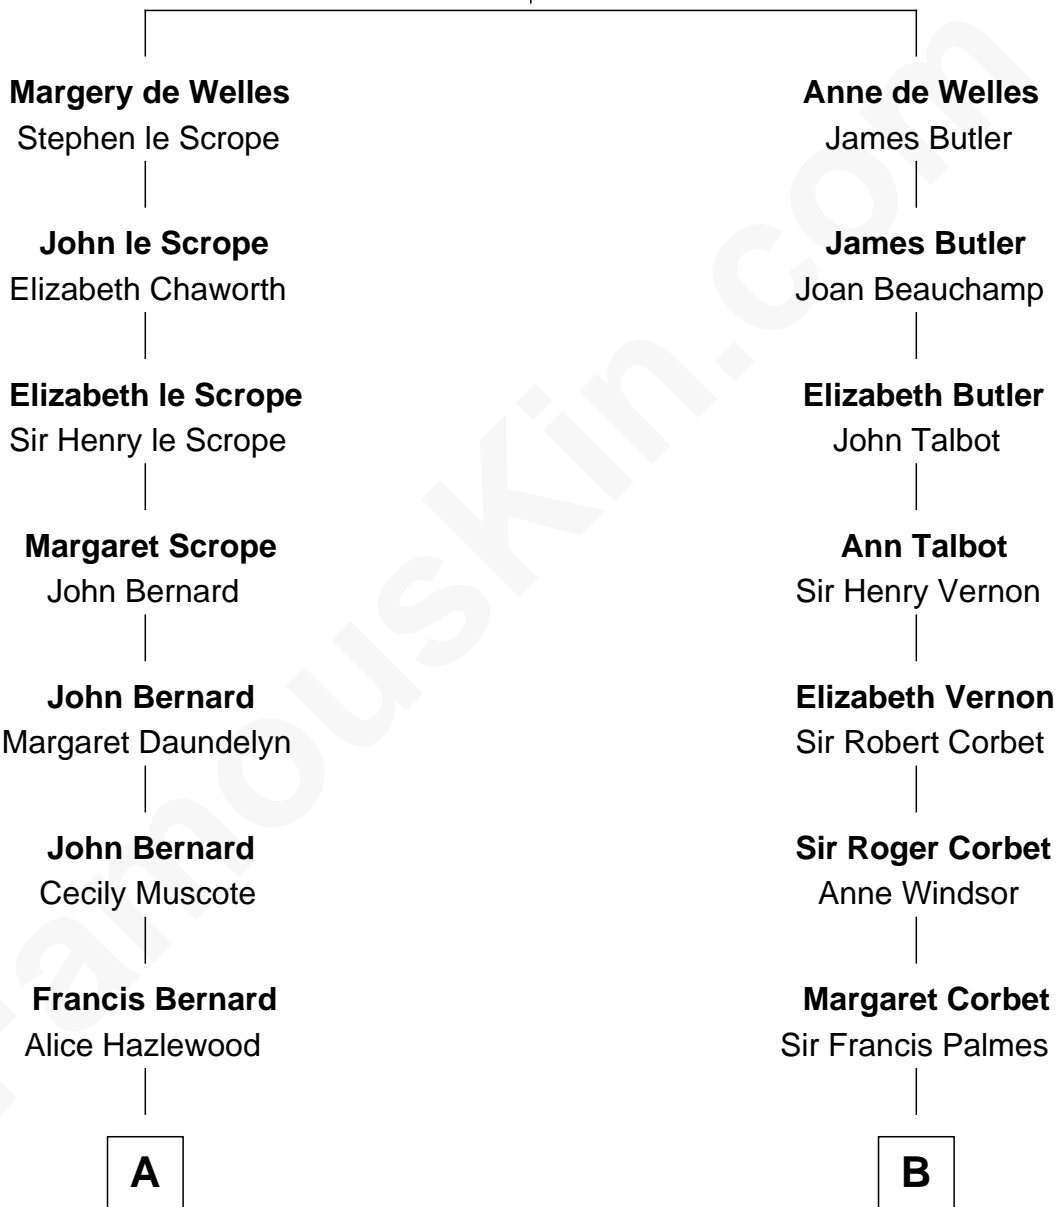 Margery de Welles
Stephen le Scrope
John le Scrope
Elizabeth Chaworth
Elizabeth le Scrope
Sir Henry le Scrope
Margaret Scrope
John Bernard
John Bernard
Margaret Daundelyn
John Bernard
Cecily Muscote
Francis Bernard
Alice Hazlewood
A
Anne de Welles
James Butler
James Butler
Joan Beauchamp
Elizabeth Butler
John Talbot
Ann Talbot
Sir Henry Vernon
Elizabeth Vernon
Sir Robert Corbet
Sir Roger Corbet
Anne Windsor
Margaret Corbet
Sir Francis Palmes
B
FamousKin.com